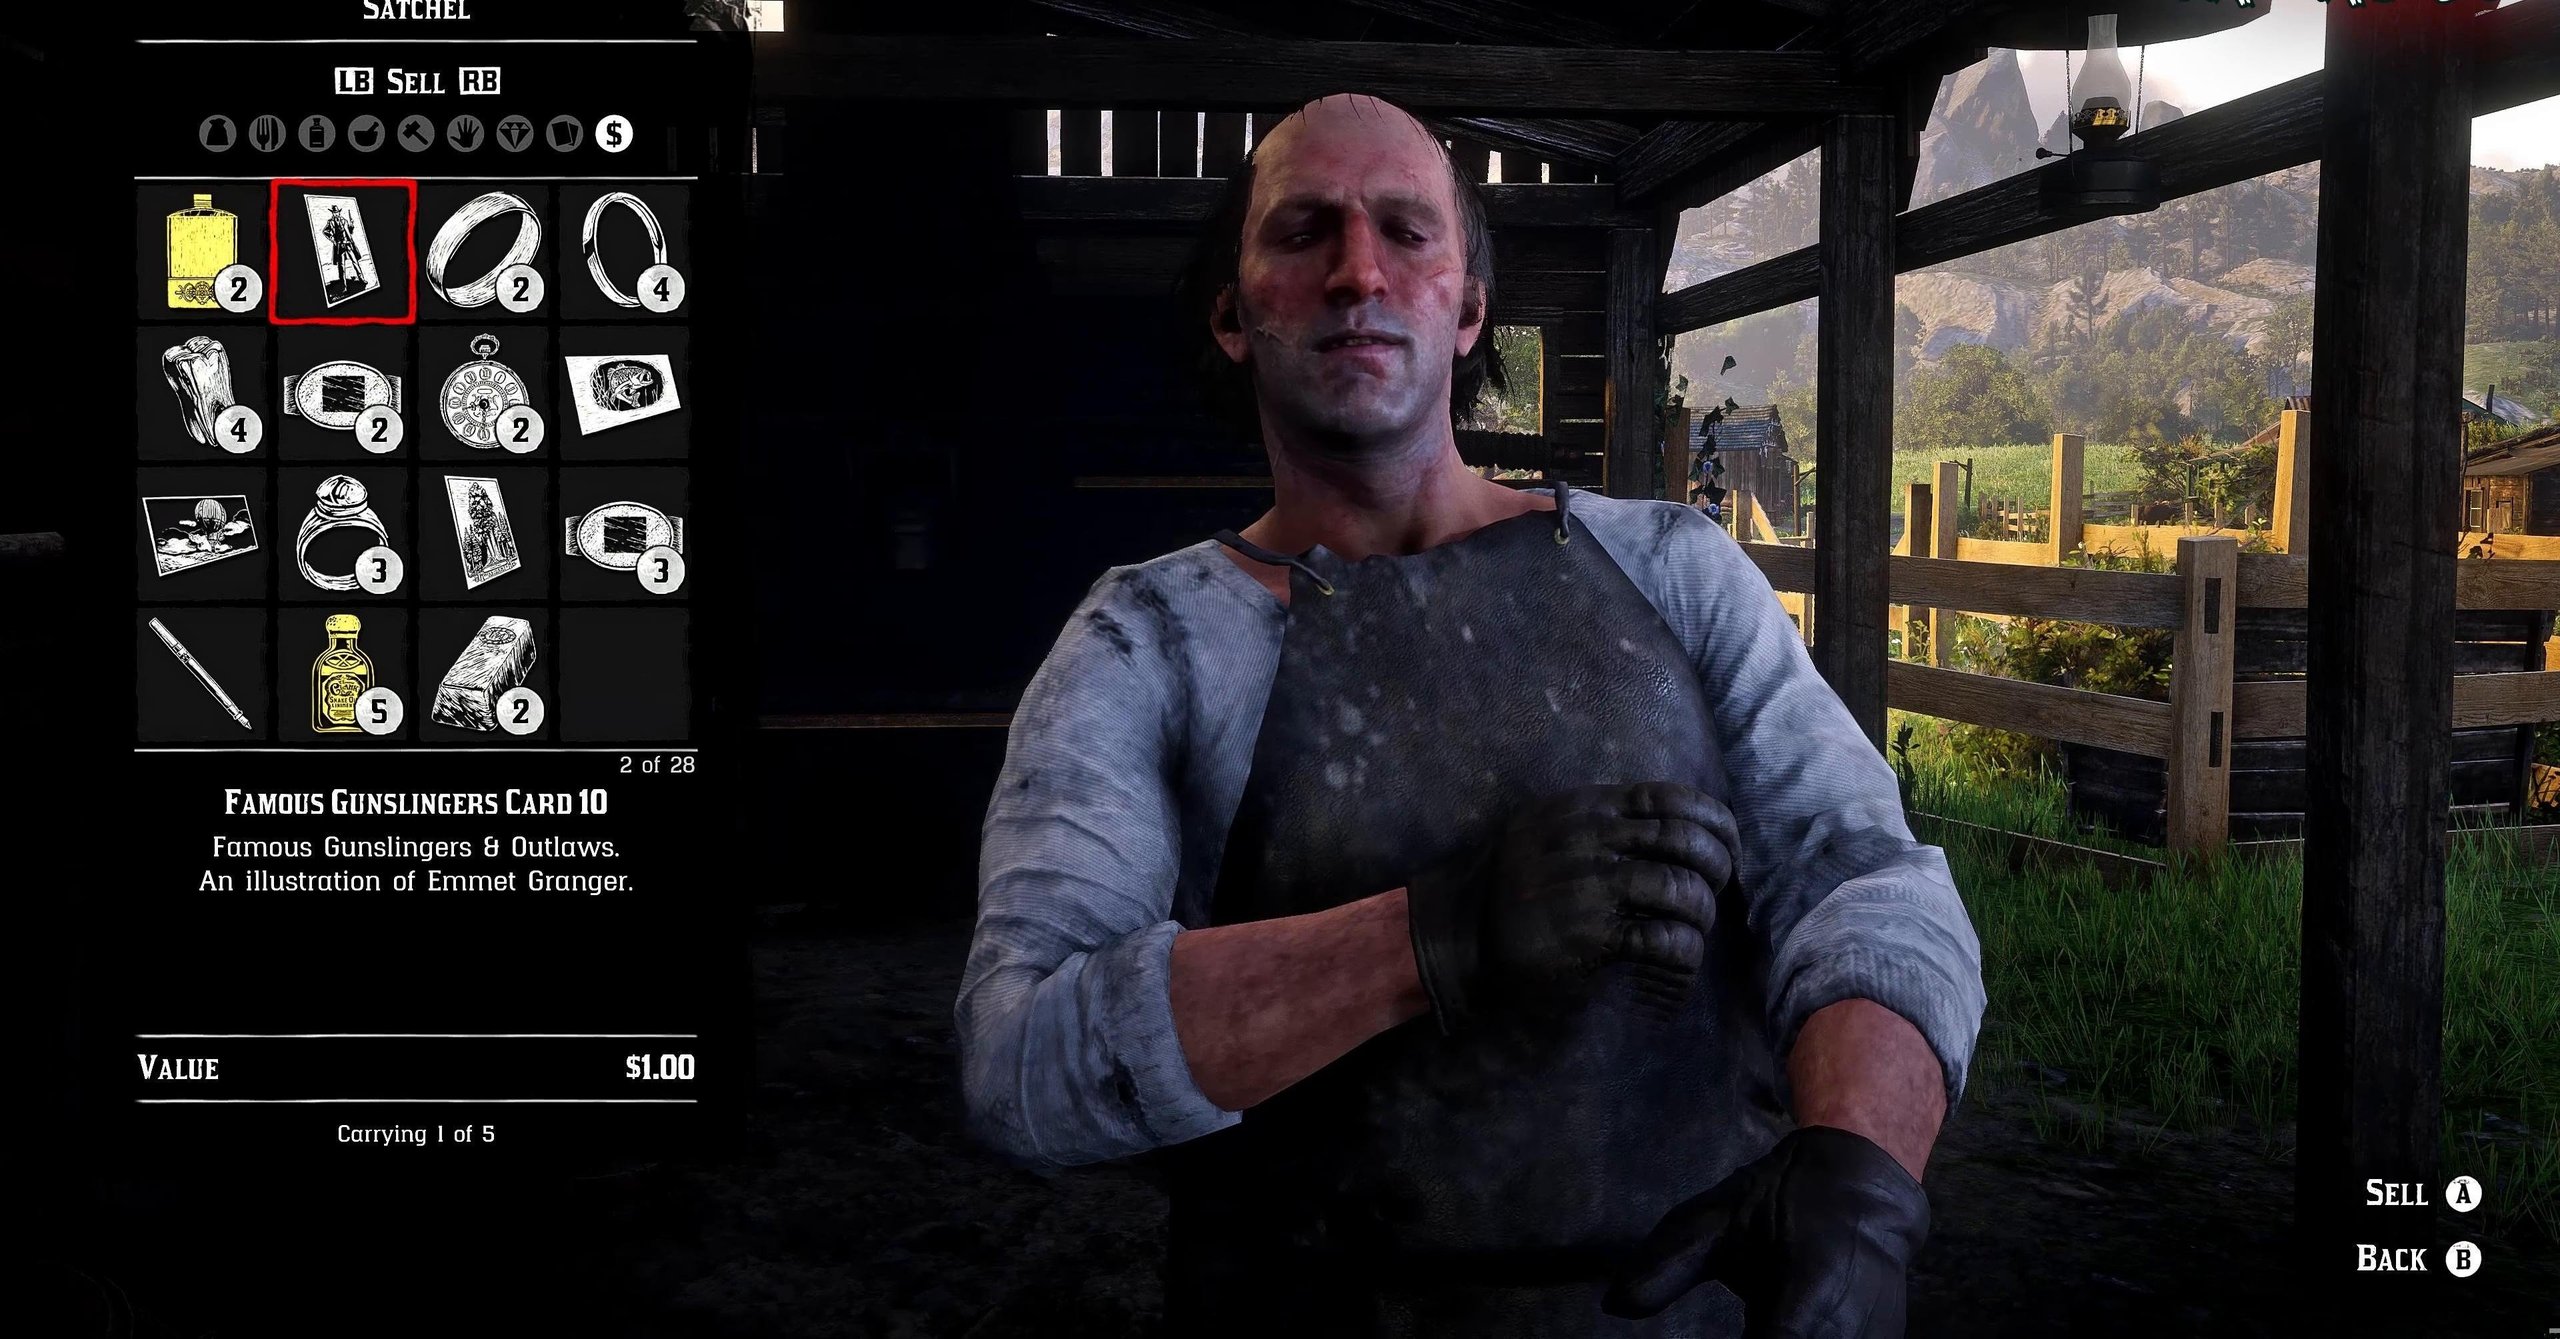 SATCHEL
LB SELL RB
$
2
2
4
4
2
2
3
3
5
2
2 of 28
FAMOUS GUNSLINGERS CARD 10
Famous Gunslingers & Outlaws.
An illustration of Emmet Granger.
VALUE $1.00
Carrying 1 of 5
SELL A
BACK B